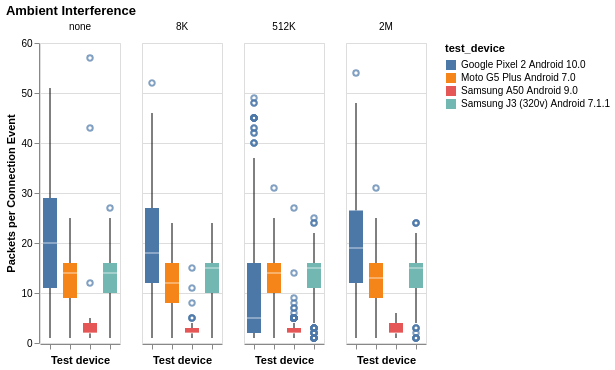 Ambient Interference
none
8K
512K
2M
Packets per Connection Event
60
50
40
30
20
10
0
Test device
Test device
Test device
Test device
test_device
Google Pixel 2 Android 10.0
Moto G5 Plus Android 7.0
Samsung A50 Android 9.0
Samsung J3 (320v) Android 7.1.1